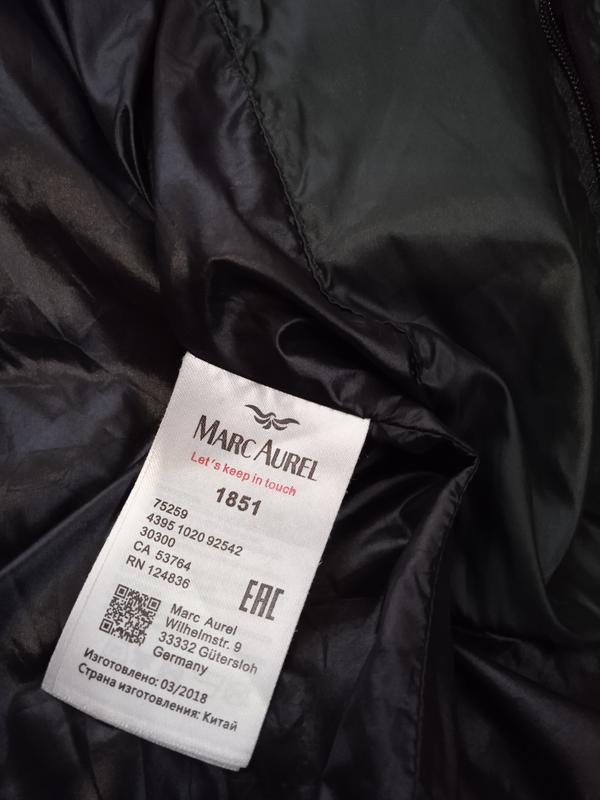 MARC AUREL
Let's keep in touch
1851
75259
4395 1020 92542
30300
CA 53764
RN 124836
EAC
Marc Aurel
Wilhelmstr. 9
33332 Gütersloh
Germany
Изготовлено: 03/2018
Страна изготовления: Китай